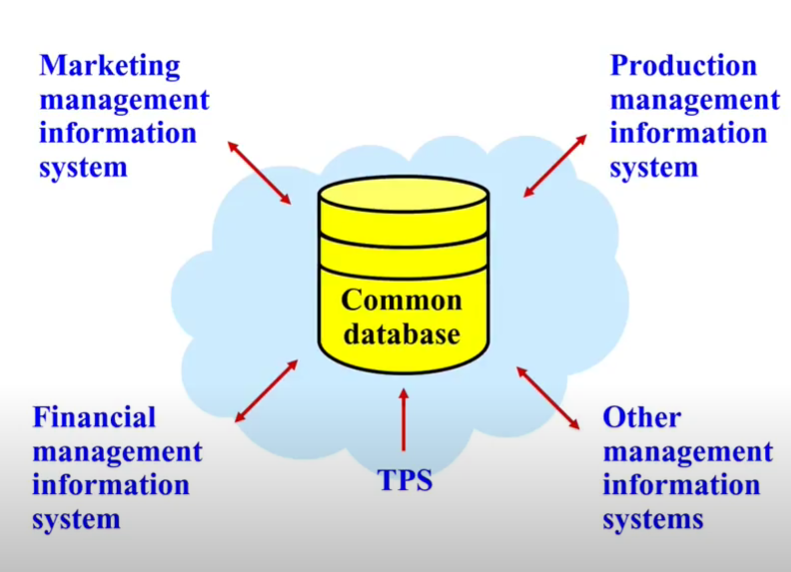 Marketing
management
information
system
Production
management
information
system
Common
database
Financial
management
information
system
TPS
Other
management
information
systems